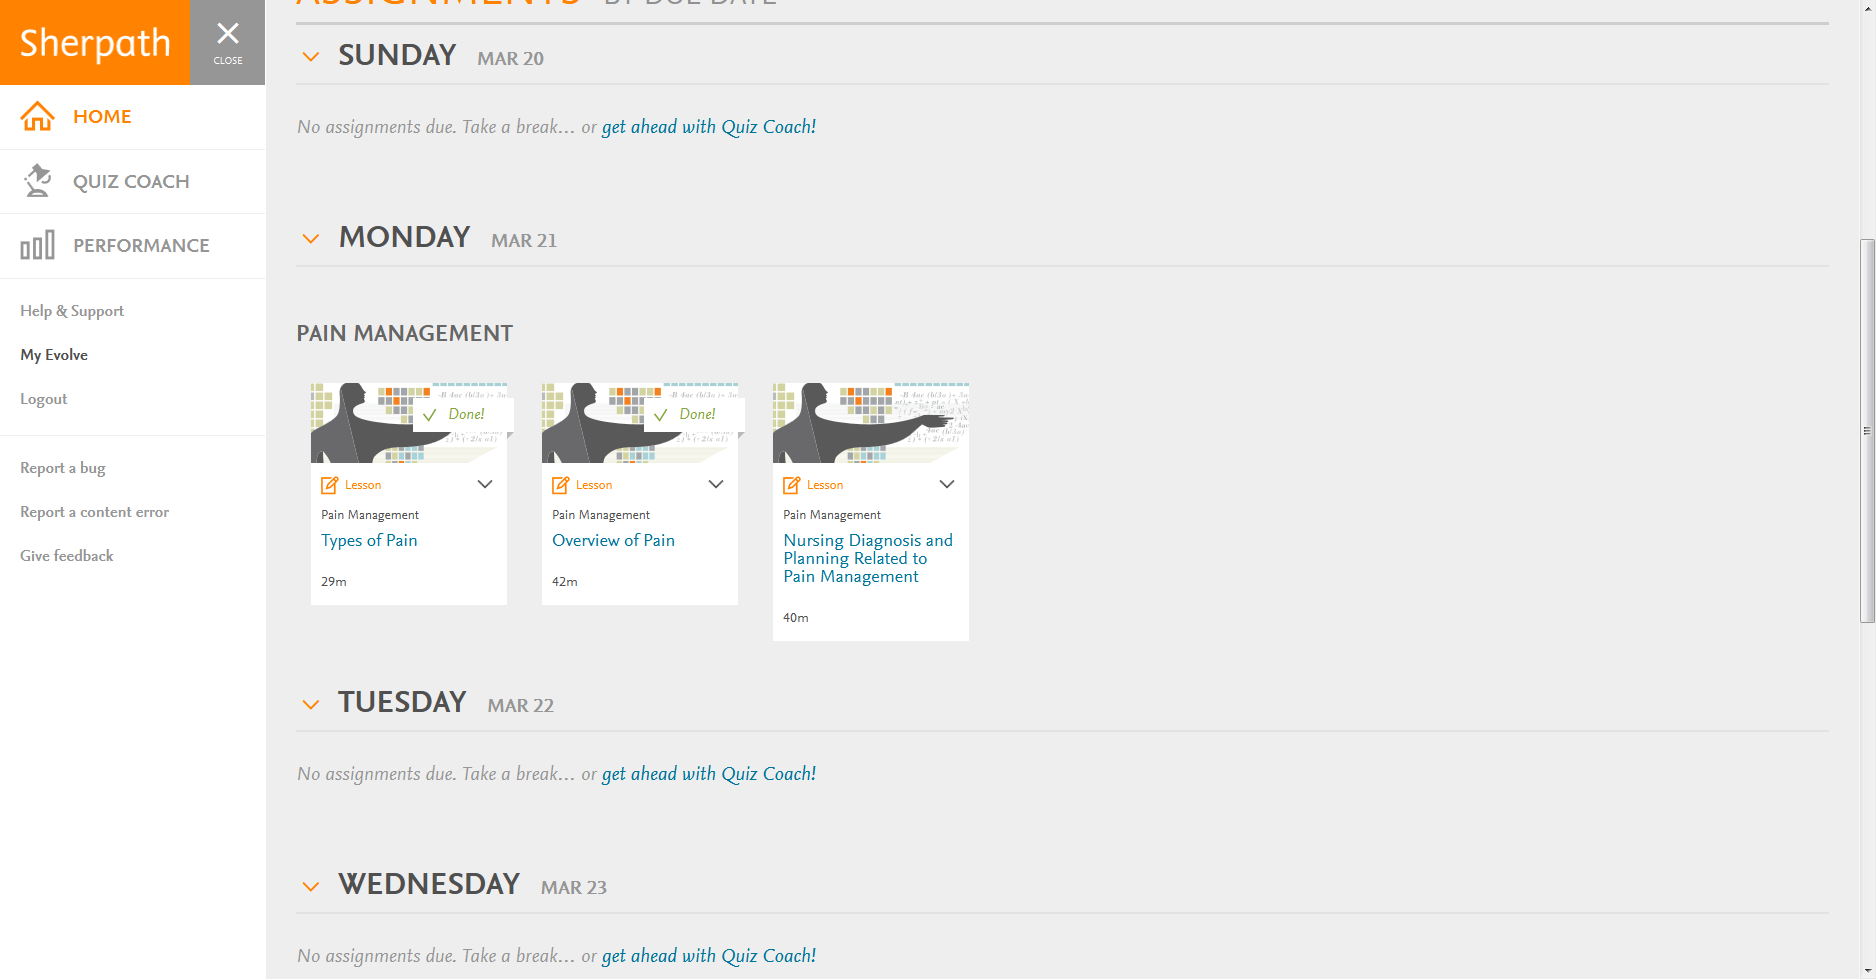 Sherpath
CLOSE
HOME
QUIZ COACH
PERFORMANCE
Help & Support
My Evolve
Logout
Report a bug
Report a content error
Give feedback
ASSIGNMENTS BY DUE DATE
SUNDAY MAR 20
No assignments due. Take a break... or get ahead with Quiz Coach!
MONDAY MAR 21
PAIN MANAGEMENT
Done!
Lesson
Pain Management
Types of Pain
29m
Done!
Lesson
Pain Management
Overview of Pain
42m
Lesson
Pain Management
Nursing Diagnosis and
Planning Related to
Pain Management
40m
TUESDAY MAR 22
No assignments due. Take a break... or get ahead with Quiz Coach!
WEDNESDAY MAR 23
No assignments due. Take a break... or get ahead with Quiz Coach!